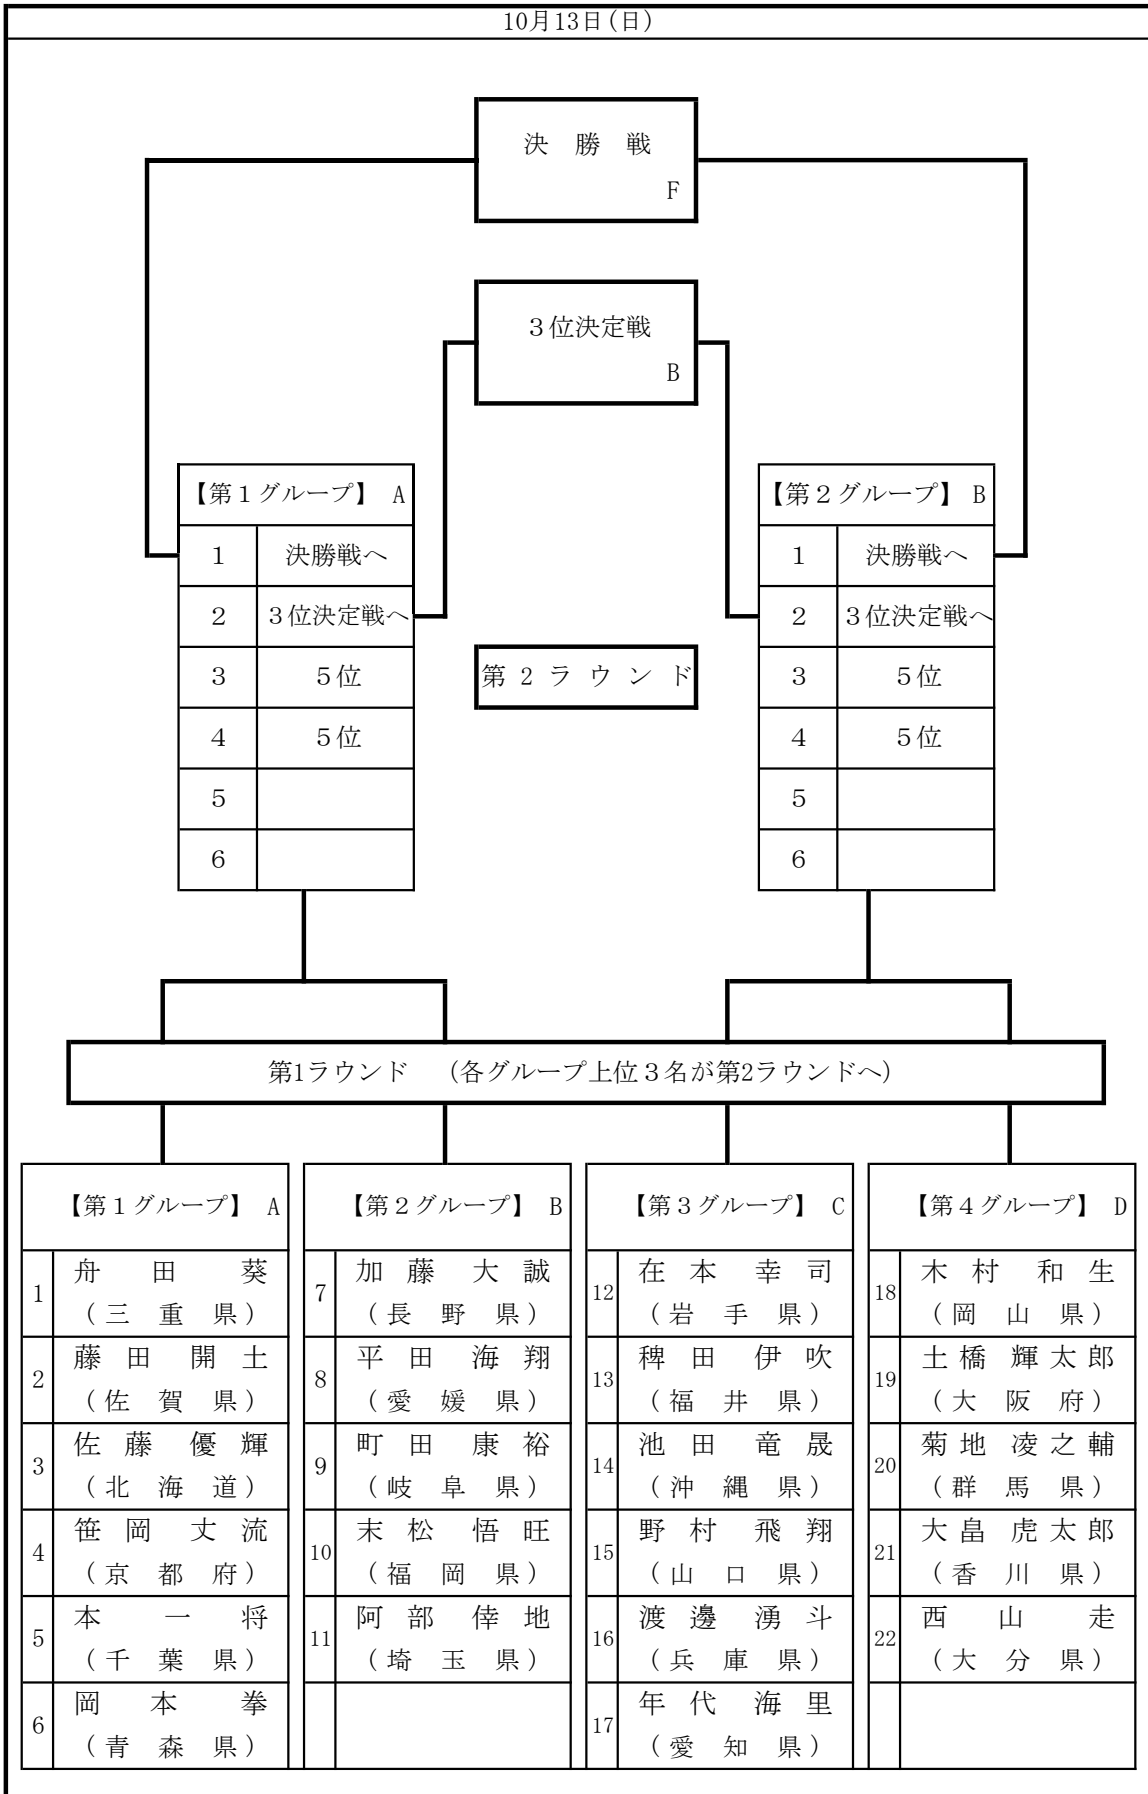 10月13日(日)
決 勝 戦
F
３位決定戦
B
【第１グループ】 A
1 決勝戦へ
2 ３位決定戦へ
3 ５位
4 ５位
5
6
【第２グループ】 B
1 決勝戦へ
2 ３位決定戦へ
3 ５位
4 ５位
5
6
第２ラウンド
第1ラウンド （各グループ上位３名が第2ラウンドへ）
【第１グループ】 A
1 舟田 葵
（三重県）
2 藤田 開土
（佐賀県）
3 佐藤 優輝
（北海道）
4 笹岡 丈流
（京都府）
5 本 一将
（千葉県）
6 岡本 拳
（青森県）
【第２グループ】 B
7 加藤 大誠
（長野県）
8 平田 海翔
（愛媛県）
9 町田 康裕
（岐阜県）
10 末松 悟旺
（福岡県）
11 阿部 倖地
（埼玉県）
【第３グループ】 C
12 在本 幸司
（岩手県）
13 稗田 伊吹
（福井県）
14 池田 竜晟
（沖縄県）
15 野村 飛翔
（山口県）
16 渡邊 湧斗
（兵庫県）
17 年代 海里
（愛知県）
【第４グループ】 D
18 木村 和生
（岡山県）
19 土橋 輝太郎
（大阪府）
20 菊地 凌之輔
（群馬県）
21 大畠 虎太郎
（香川県）
22 西山 走
（大分県）